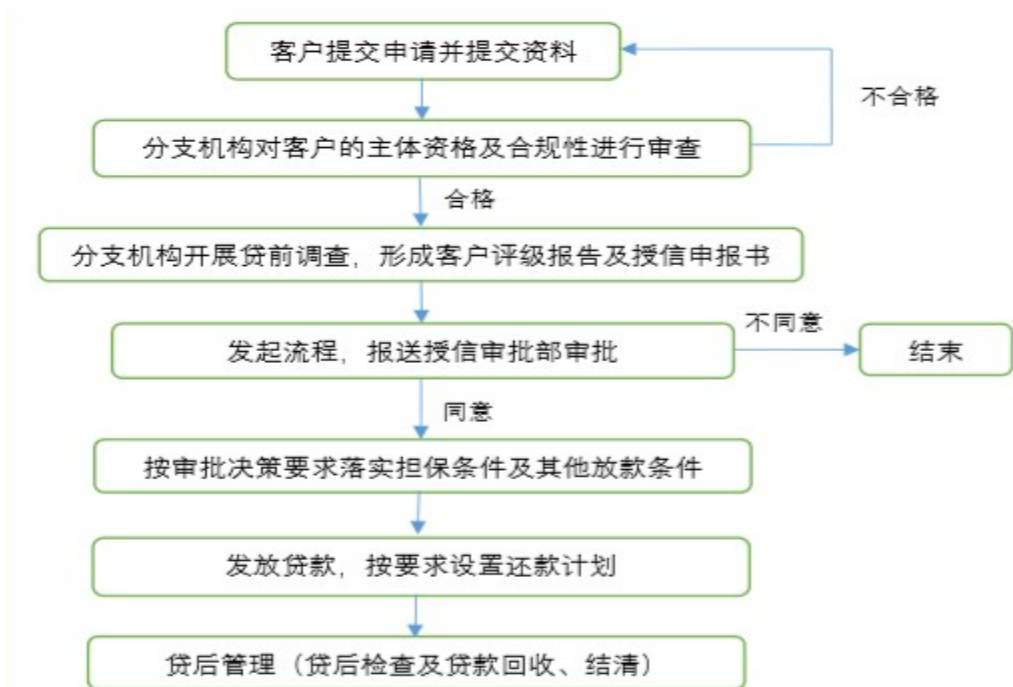 客户提交申请并提交资料
不合格
分支机构对客户的主体资格及合规性进行审查
合格
分支机构开展贷前调查，形成客户评级报告及授信申报书
不同意
发起流程，报送授信审批部审批
结束
同意
按审批决策要求落实担保条件及其他放款条件
发放贷款，按要求设置还款计划
贷后管理（贷后检查及贷款回收、结清）